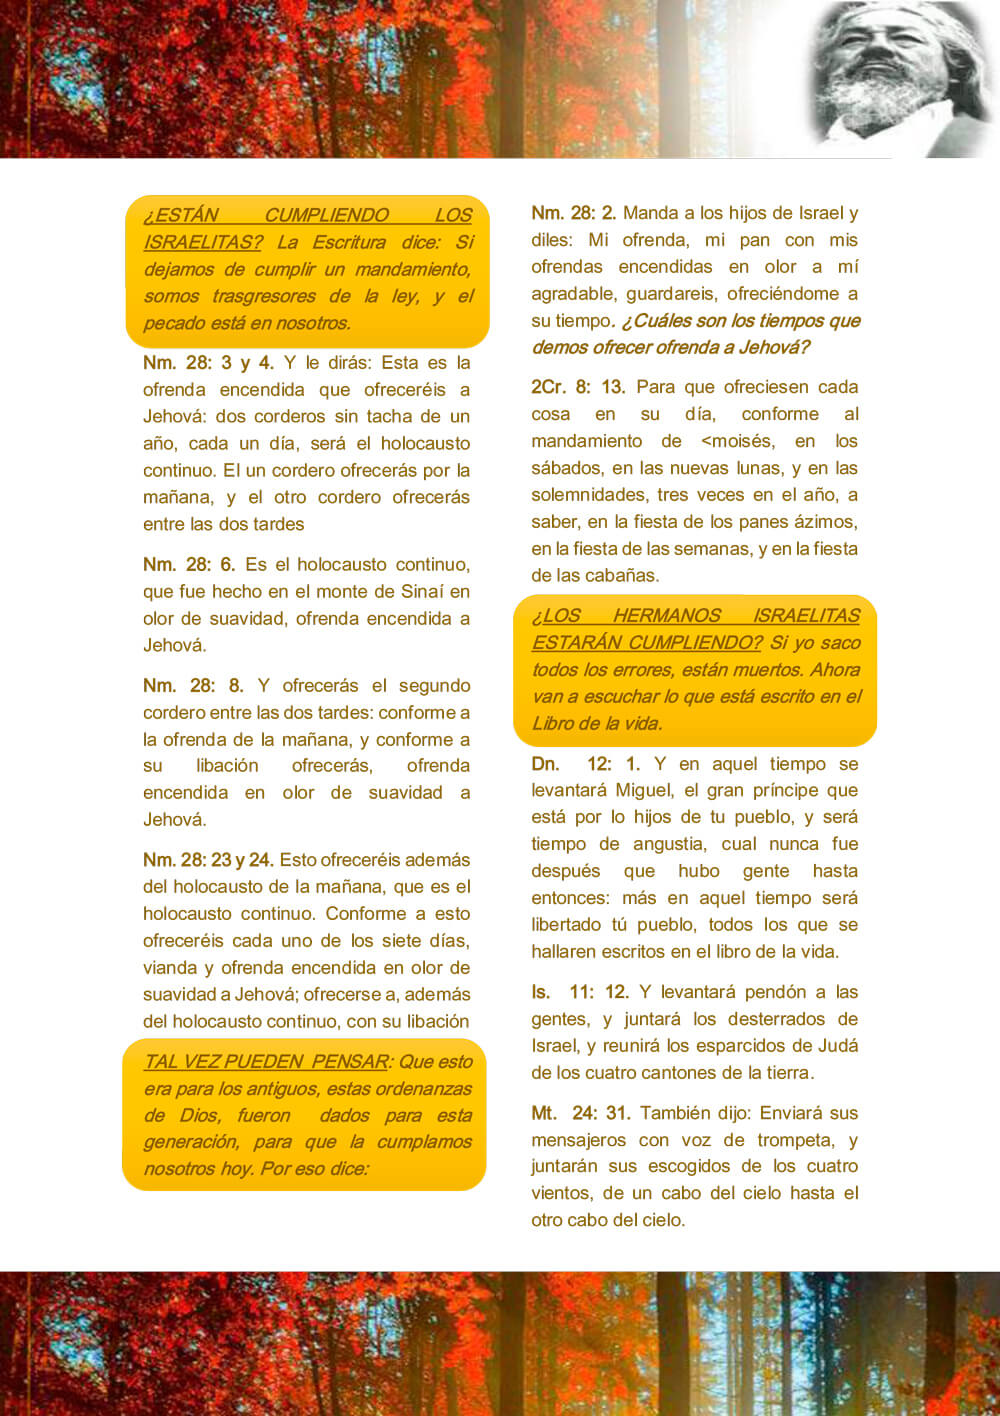 ¿ESTÁN CUMPLIENDO LOS
ISRAELITAS? La Escritura dice: Si
dejamos de cumplir un mandamiento,
somos trasgresores de la ley, y el
pecado está en nosotros.
Nm. 28: 3 y 4. Y le dirás: Esta es la
ofrenda encendida que ofreceréis a
Jehová: dos corderos sin tacha de un
año, cada un día, será el holocausto
continuo. El un cordero ofrecerás por la
mañana, y el otro cordero ofrecerás
entre las dos tardes
Nm. 28: 6. Es el holocausto continuo,
que fue hecho en el monte de Sinaí en
olor de suavidad, ofrenda encendida a
Jehová.
Nm. 28: 8. Y ofrecerás el segundo
cordero entre las dos tardes: conforme a
la ofrenda de la mañana, y conforme a
su libación ofrecerás, ofrenda
encendida en olor de suavidad a
Jehová.
Nm. 28: 23 y 24. Esto ofreceréis además
del holocausto de la mañana, que es el
holocausto continuo. Conforme a esto
ofreceréis cada uno de los siete días,
vianda y ofrenda encendida en olor de
suavidad a Jehová; ofrecerse a, además
del holocausto continuo, con su libación
TAL VEZ PUEDEN PENSAR: Que esto
era para los antiguos, estas ordenanzas
de Dios, fueron dados para esta
generación, para que la cumplamos
nosotros hoy. Por eso dice:
Nm. 28: 2. Manda a los hijos de Israel y
diles: Mi ofrenda, mi pan con mis
ofrendas encendidas en olor a mí
agradable, guardareis, ofreciéndome a
su tiempo. ¿Cuáles son los tiempos que
demos ofrecer ofrenda a Jehová?
2Cr. 8: 13. Para que ofreciesen cada
cosa en su día, conforme al
mandamiento de <moisés, en los
sábados, en las nuevas lunas, y en las
solemnidades, tres veces en el año, a
saber, en la fiesta de los panes ázimos,
en la fiesta de las semanas, y en la fiesta
de las cabañas.
¿LOS HERMANOS ISRAELITAS
ESTARÁN CUMPLIENDO? Si yo saco
todos los errores, están muertos. Ahora
van a escuchar lo que está escrito en el
Libro de la vida.
Dn. 12: 1. Y en aquel tiempo se
levantará Miguel, el gran príncipe que
está por lo hijos de tu pueblo, y será
tiempo de angustia, cual nunca fue
después que hubo gente hasta
entonces: más en aquel tiempo será
libertado tú pueblo, todos los que se
hallaren escritos en el libro de la vida.
Is. 11: 12. Y levantará pendón a las
gentes, y juntará los desterrados de
Israel, y reunirá los esparcidos de Judá
de los cuatro cantones de la tierra.
Mt. 24: 31. También dijo: Enviará sus
mensajeros con voz de trompeta, y
juntarán sus escogidos de los cuatro
vientos, de un cabo del cielo hasta el
otro cabo del cielo.